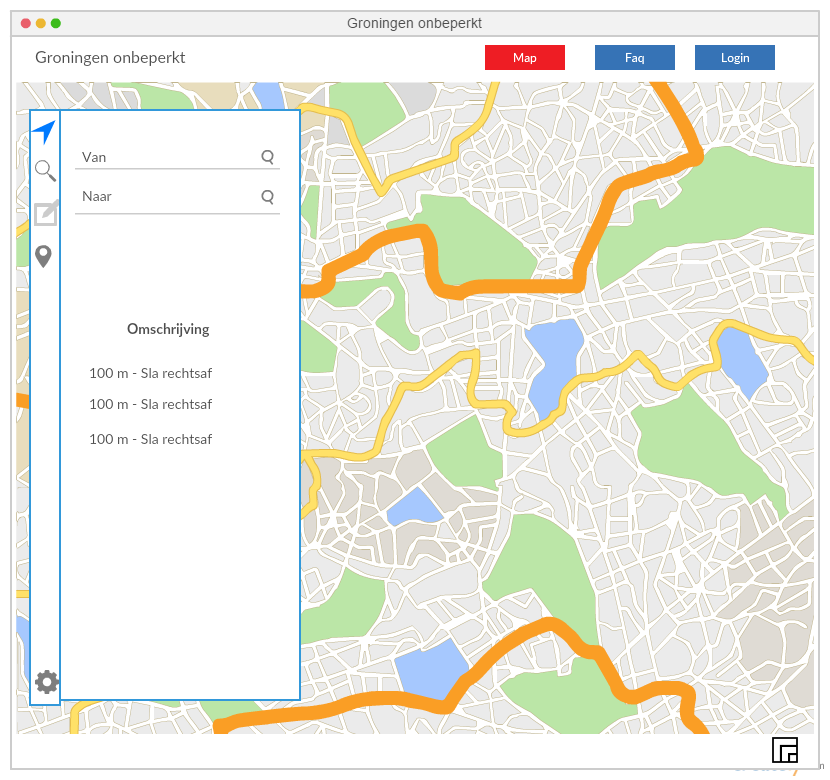 Groningen onbeperkt
Groningen onbeperkt
Map
Faq
Login
Van
Naar
Omschrijving
100 m - Sla rechtsaf
100 m - Sla rechtsaf
100 m - Sla rechtsaf